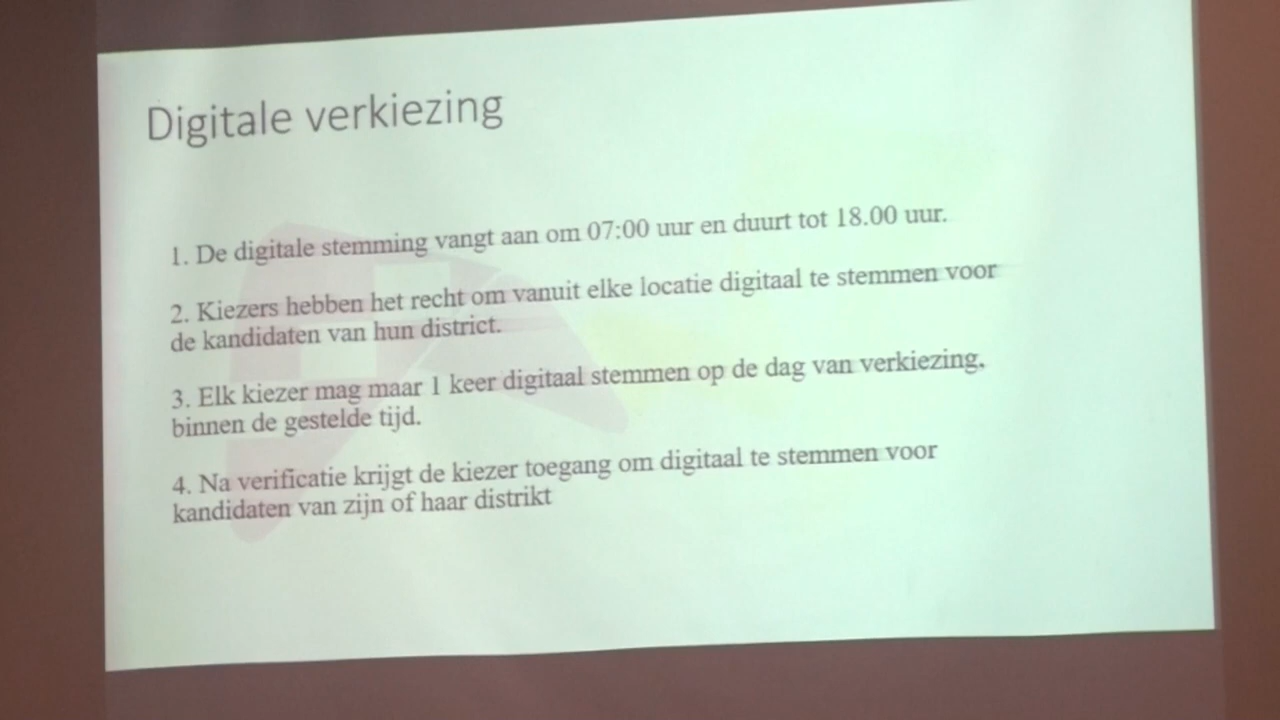 Digitale verkiezing
1. De digitale stemming vangt aan om 07:00 uur en duurt tot 18.00 uur.
2. Kiezers hebben het recht om vanuit elke locatie digitaal te stemmen voor
de kandidaten van hun district.
3. Elk kiezer mag maar 1 keer digitaal stemmen op de dag van verkiezing,
binnen de gestelde tijd.
4. Na verificatie krijgt de kiezer toegang om digitaal te stemmen voor
kandidaten van zijn of haar distrikt